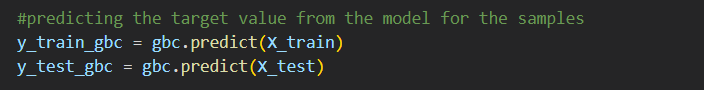 #predicting the target value from the model for the samples
y_train_gbc = gbc.predict(X_train)
y_test_gbc = gbc.predict(X_test)